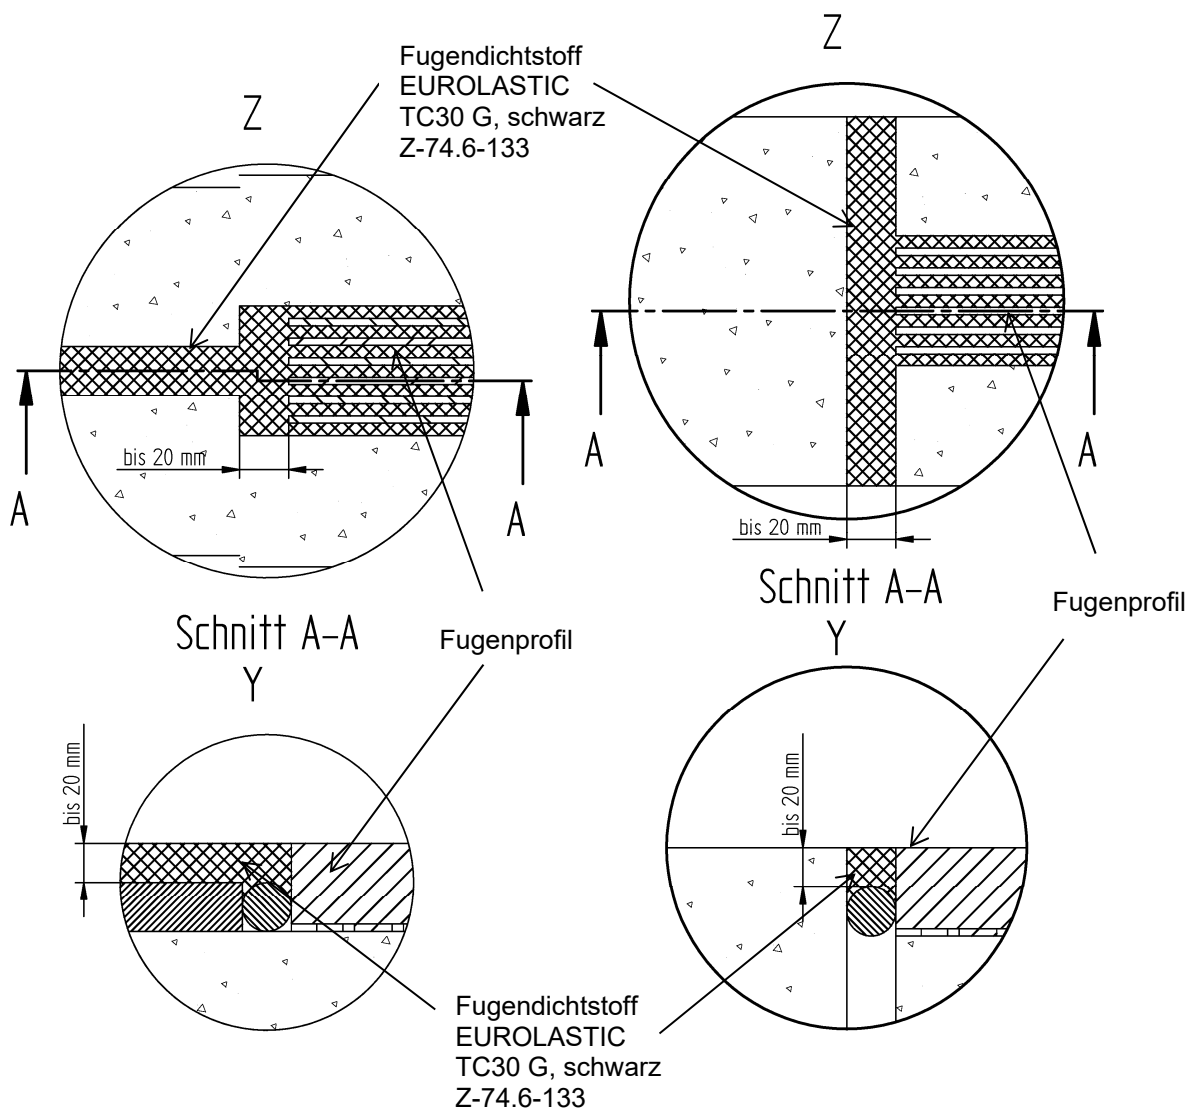 Z
Fugendichtstoff
EUROLASTIC
TC30 G, schwarz
Z-74.6-133
Z
bis 20 mm
A
A
A
A
bis 20 mm
Schnitt A-A
Y
Fugenprofil
Schnitt A-A
Y
Fugenprofil
bis 20 mm
bis 20 mm
Fugendichtstoff
EUROLASTIC
TC30 G, schwarz
Z-74.6-133